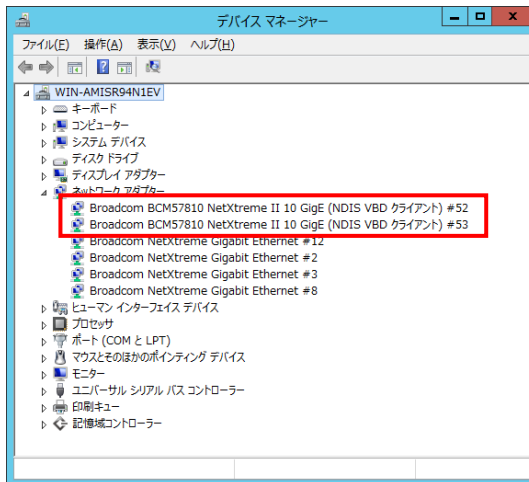 デバイス マネージャー
ファイル(F) 操作(A) 表示(V) ヘルプ(H)
WIN-AMISR94N1EV
キーボード
コンピューター
システム デバイス
ディスク ドライブ
ディスプレイ アダプター
ネットワーク アダプター
Broadcom BCM57810 NetXtreme II 10 GigE (NDIS VBD クライアント) #52
Broadcom BCM57810 NetXtreme II 10 GigE (NDIS VBD クライアント) #53
Broadcom NetXtreme Gigabit Ethernet #12
Broadcom NetXtreme Gigabit Ethernet #2
Broadcom NetXtreme Gigabit Ethernet #3
Broadcom NetXtreme Gigabit Ethernet #8
ヒューマン インターフェイス デバイス
プロセッサ
ポート (COM と LPT)
マウスとそのほかのポインティング デバイス
モニター
ユニバーサル シリアル バス コントローラー
印刷キュー
記憶域コントローラー